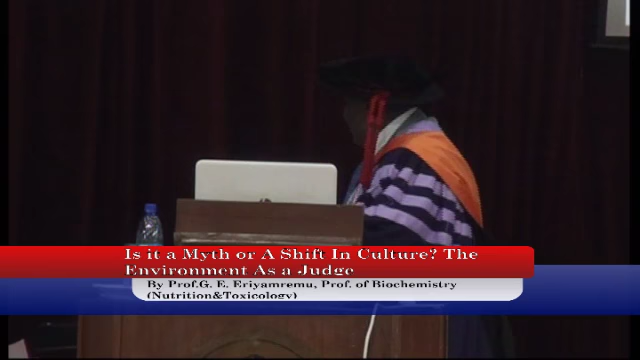 Is it a Myth or A Shift In Culture? The
Environment As a Judge
By Prof.G. E. Eriyamremu, Prof. of Biochemistry
(Nutrition&Toxicology)